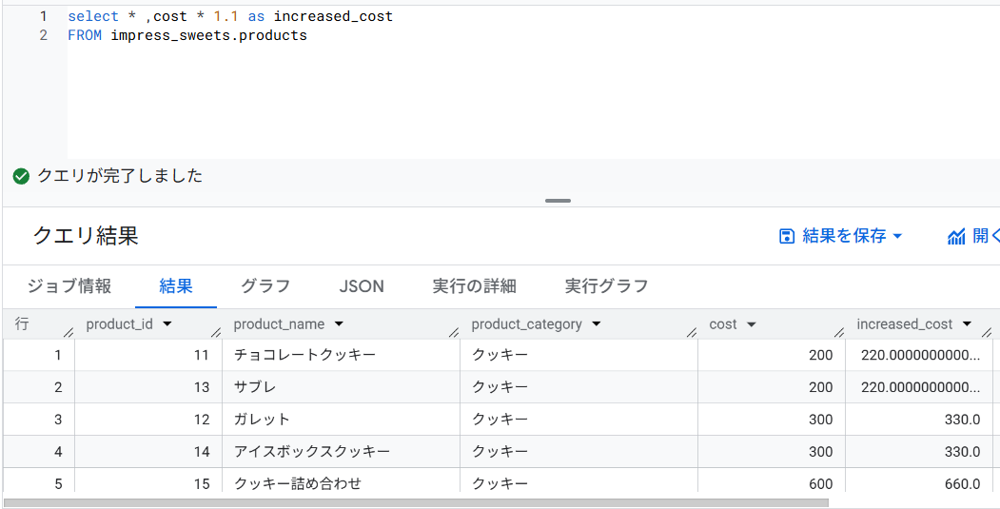 1 select * ,cost * 1.1 as increased_cost
2 FROM impress_sweets.products
クエリが完了しました
クエリ結果 結果を保存 開く
ジョブ情報 結果 グラフ JSON 実行の詳細 実行グラフ
行 product_id product_name product_category cost increased_cost
1 11 チョコレートクッキー クッキー 200 220.0000000000...
2 13 サブレ クッキー 200 220.0000000000...
3 12 ガレット クッキー 300 330.0
4 14 アイスボックスクッキー クッキー 300 330.0
5 15 クッキー詰め合わせ クッキー 600 660.0